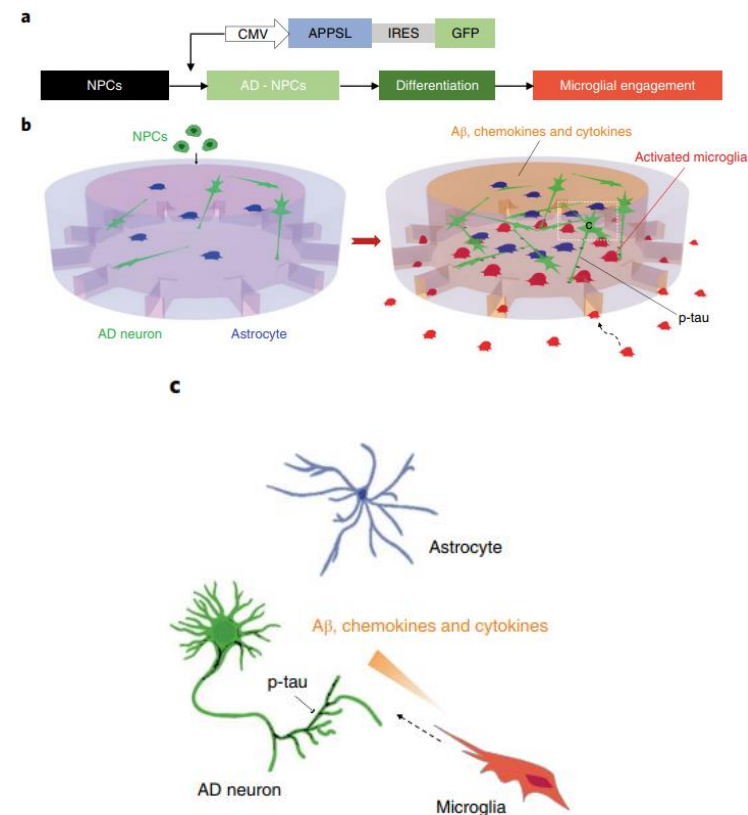 a
CMV APPSL IRES GFP
NPCs AD - NPCs Differentiation Microglial engagement
b
NPCs
Aβ, chemokines and cytokines
Activated microglia
c
p-tau
AD neuron Astrocyte
c
Astrocyte
Aβ, chemokines and cytokines
p-tau
AD neuron
Microglia